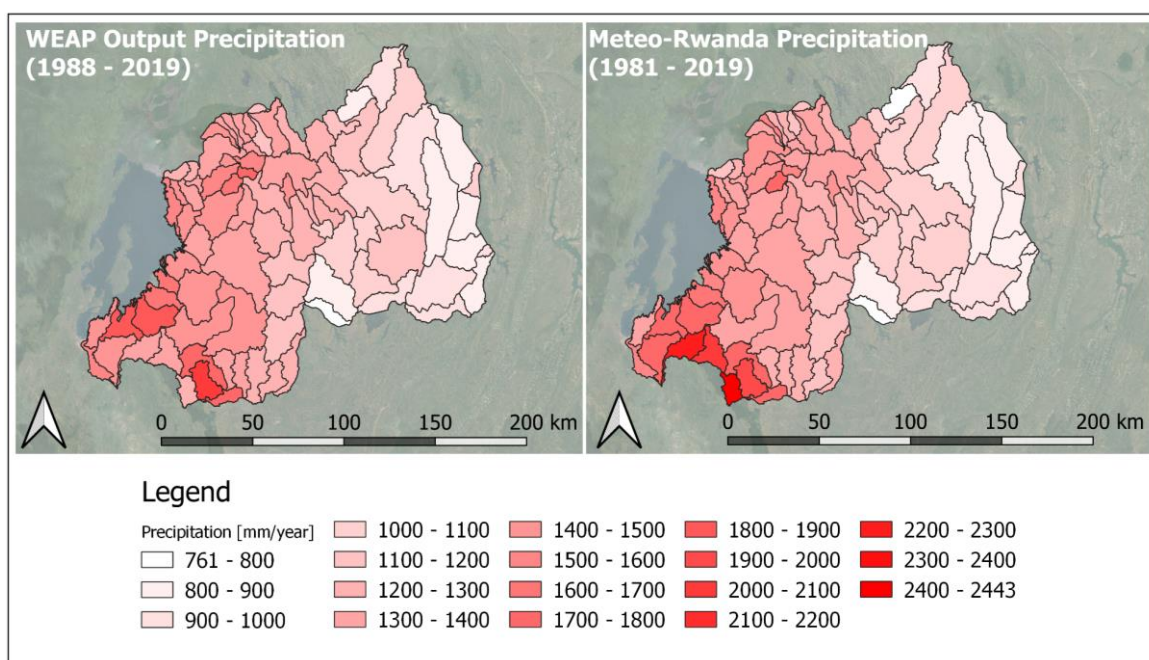 WEAP Output Precipitation
(1988 - 2019)
Meteo-Rwanda Precipitation
(1981 - 2019)
0 50 100 150 200 km
0 50 100 150 200 km
Legend
Precipitation [mm/year]
761 - 800
800 - 900
900 - 1000
1000 - 1100
1100 - 1200
1200 - 1300
1300 - 1400
1400 - 1500
1500 - 1600
1600 - 1700
1700 - 1800
1800 - 1900
1900 - 2000
2000 - 2100
2100 - 2200
2200 - 2300
2300 - 2400
2400 - 2443